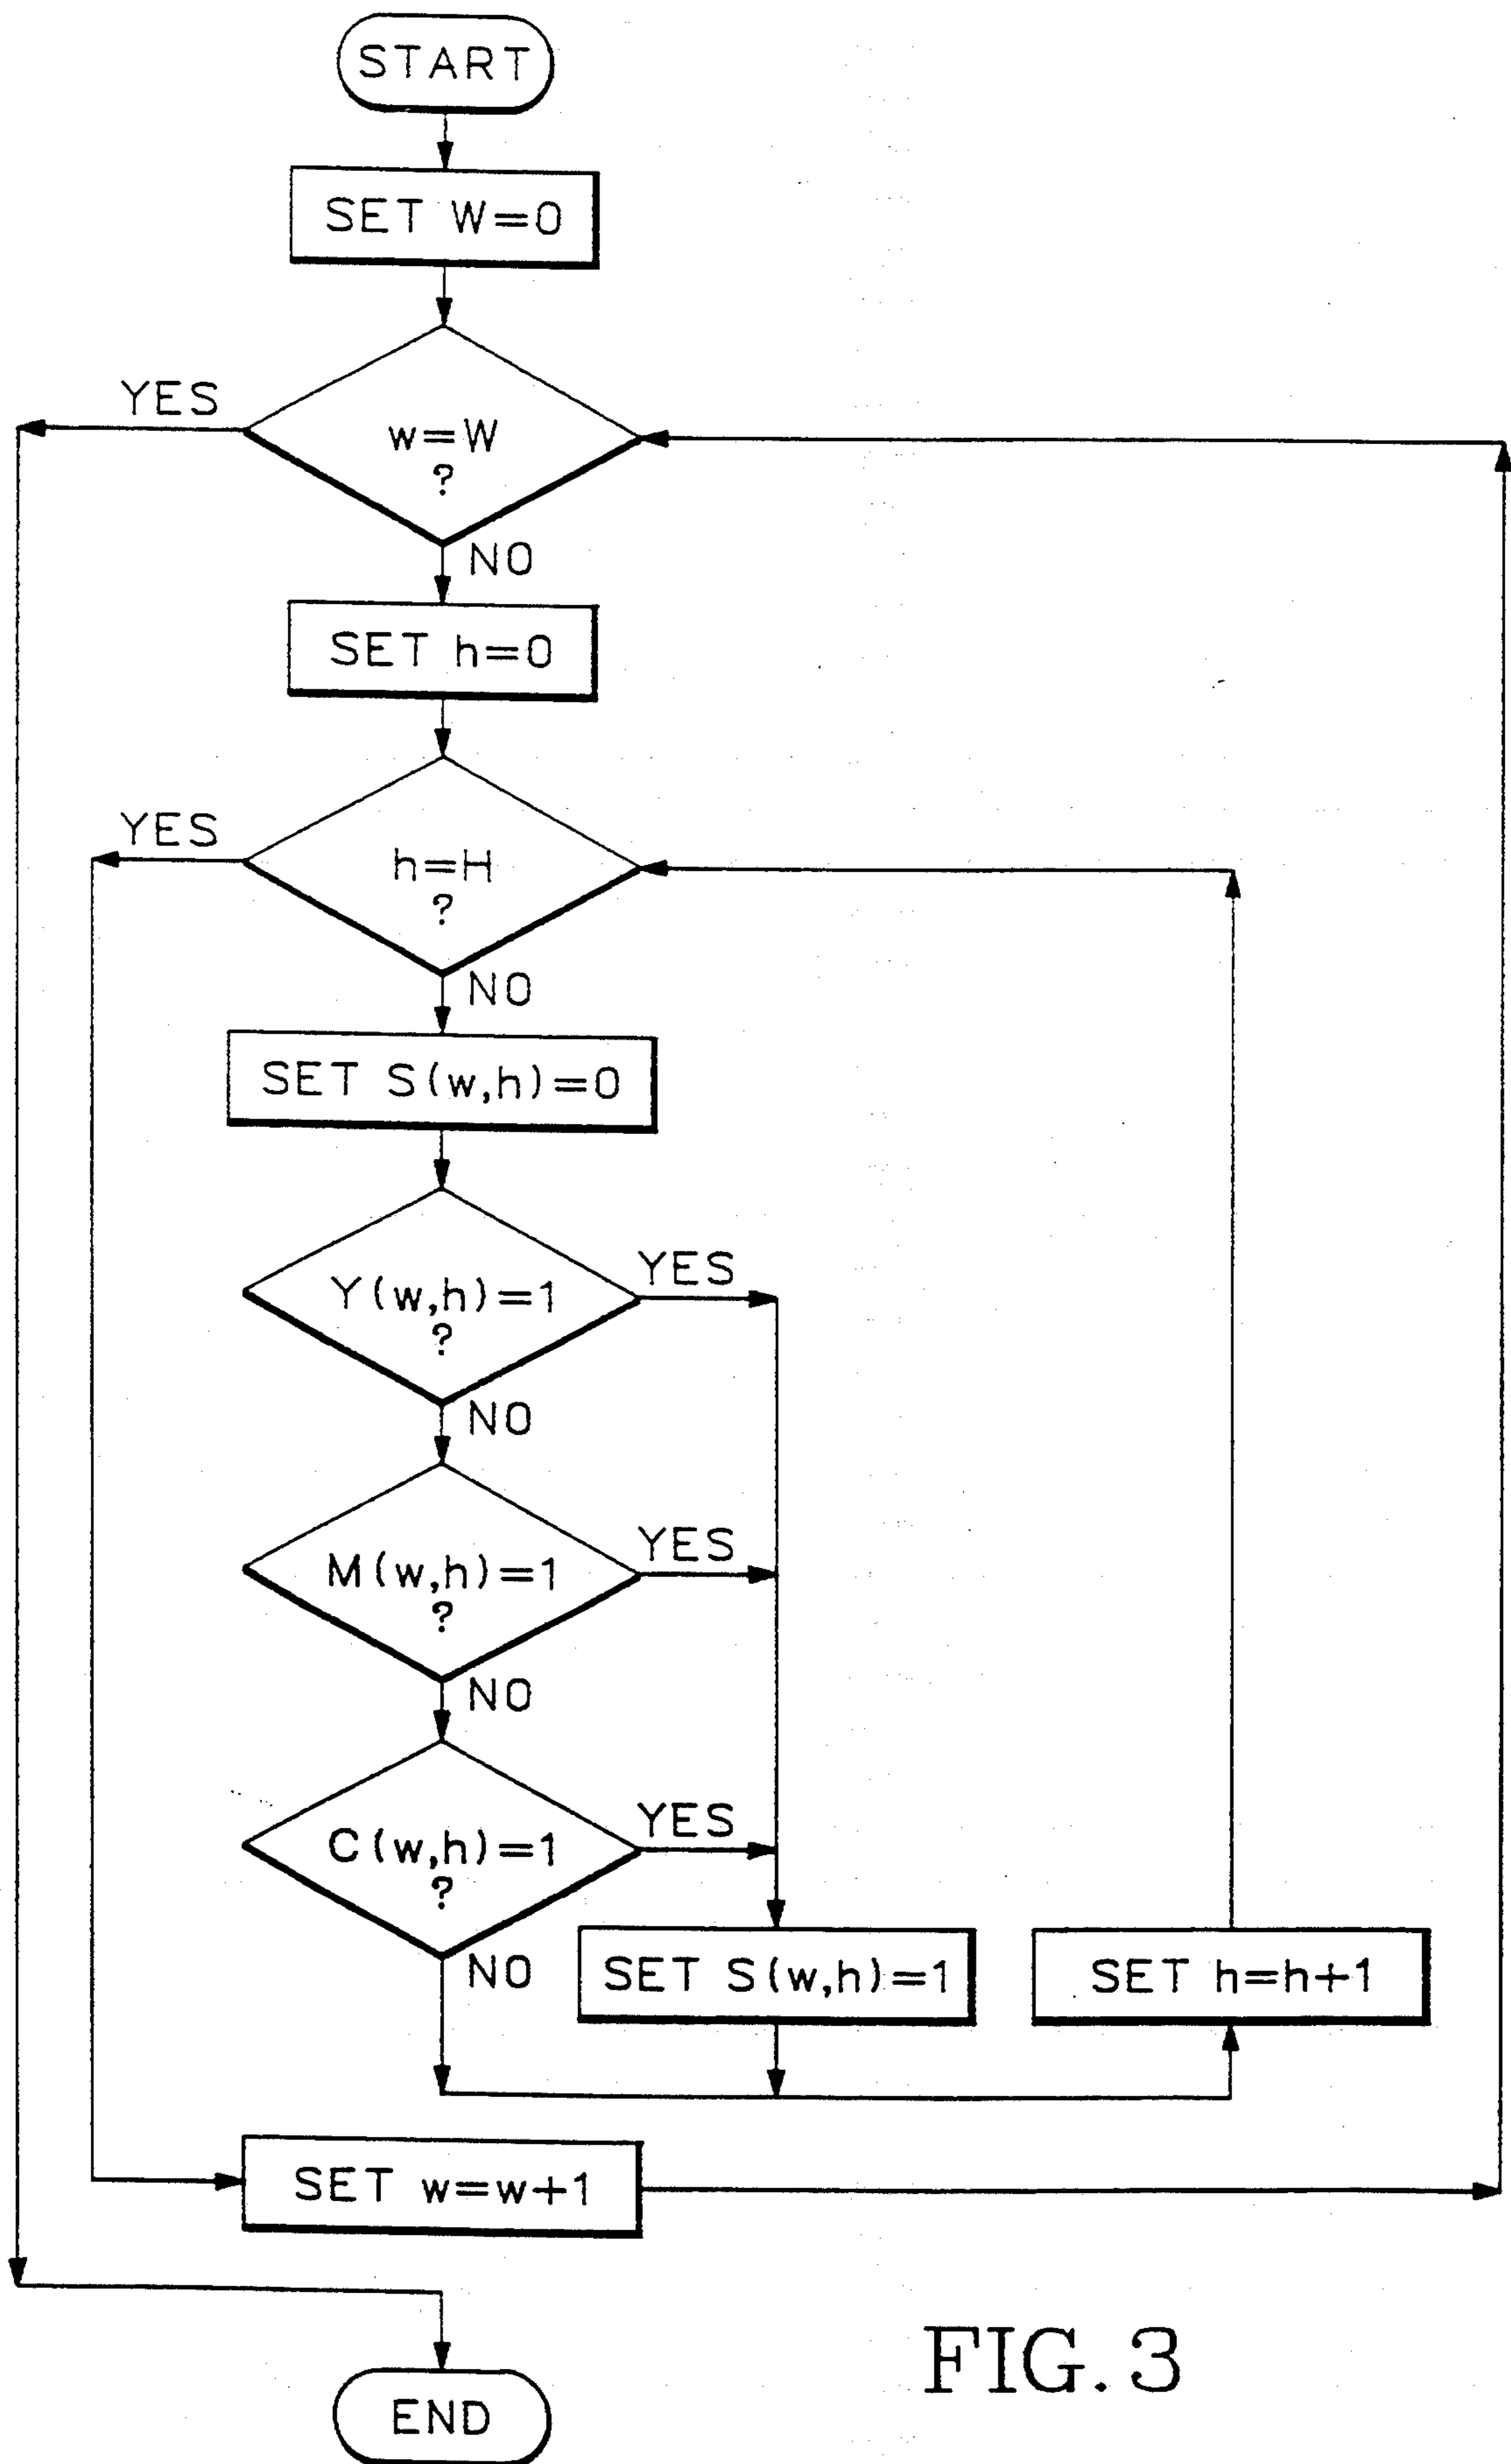 START
SET W=0
YES
w=W
?
NO
SET h=0
YES
h=H
?
NO
SET S(w,h)=0
YES
Y(w,h)=1
?
NO
YES
M(w,h)=1
?
NO
YES
C(w,h)=1
?
NO
SET S(w,h)=1
SET h=h+1
SET w=w+1
FIG. 3
END